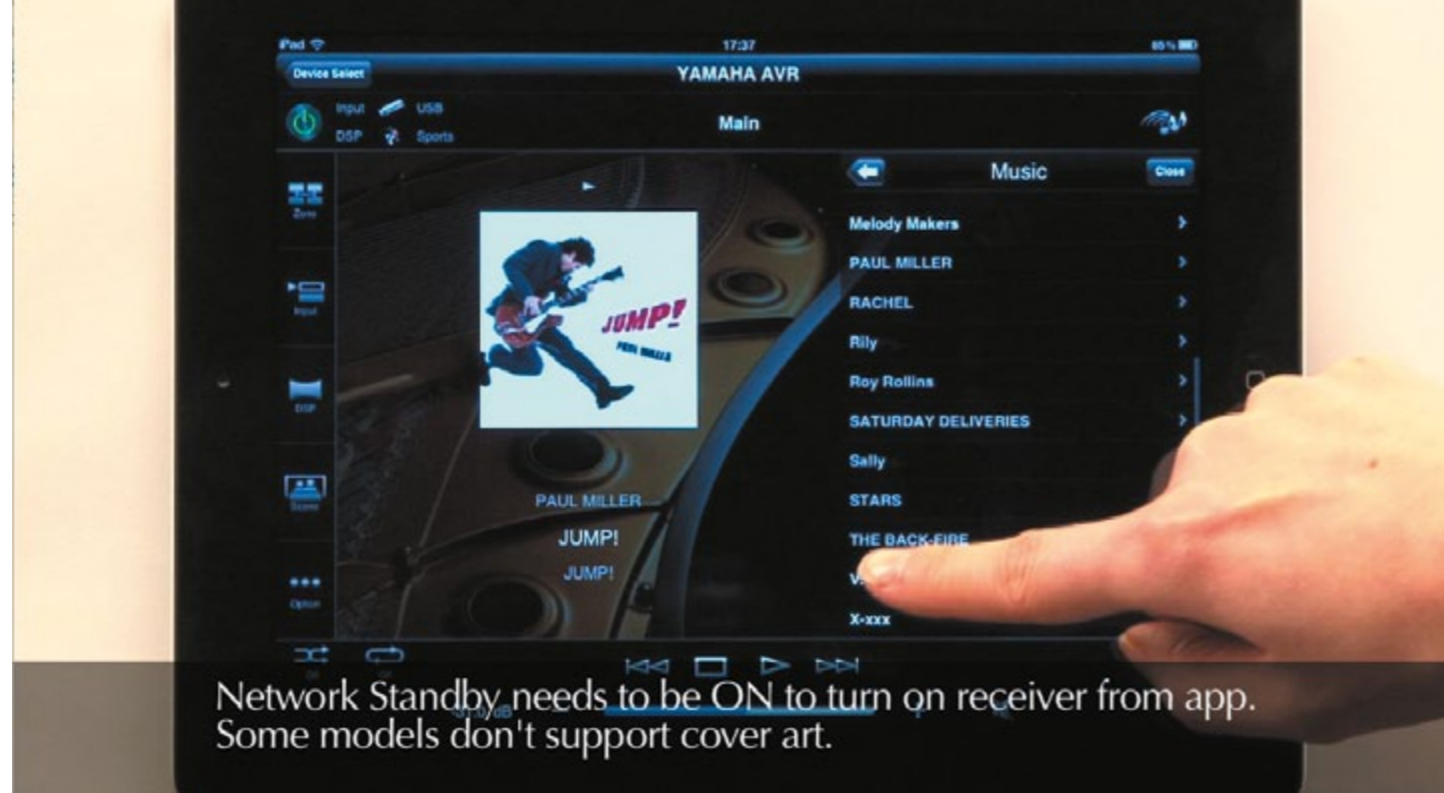 iPad 17:37 85%
Device Select YAMAHA AVR
Input USB
DSP Sports
Main
Music Close
Zone
Input
DSP
Scene
Option
JUMP!
PAUL MILLER
PAUL MILLER
JUMP!
JUMP!
Melody Makers
PAUL MILLER
RACHEL
Rily
Roy Rollins
SATURDAY DELIVERIES
Sally
STARS
THE BACK-FIRE
X-xxx
Network Standby needs to be ON to turn on receiver from app.
Some models don't support cover art.